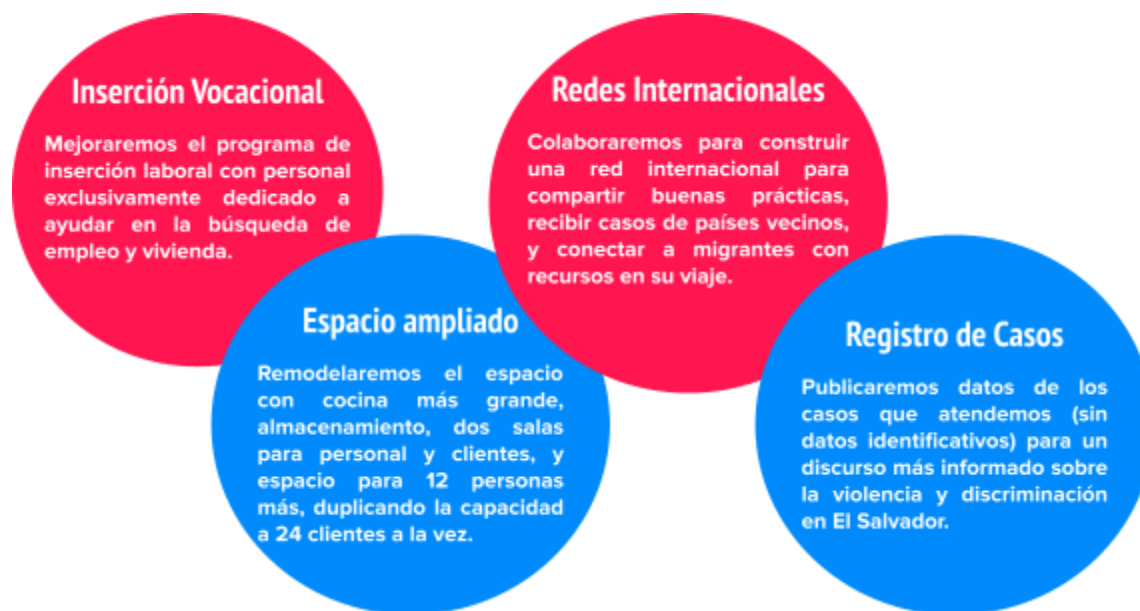 Inserción Vocacional
Mejoraremos el programa de
inserción laboral con personal
exclusivamente dedicado a
ayudar en la búsqueda de
empleo y vivienda.
Redes Internacionales
Colaboraremos para construir
una red internacional para
compartir buenas prácticas,
recibir casos de países vecinos,
y conectar a migrantes con
recursos en su viaje.
Espacio ampliado
Remodelaremos el espacio
con cocina más grande,
almacenamiento, dos salas
para personal y clientes, y
espacio para 12 personas
más, duplicando la capacidad
a 24 clientes a la vez.
Registro de Casos
Publicaremos datos de los
casos que atendemos (sin
datos identificativos) para un
discurso más informado sobre
la violencia y discriminación
en El Salvador.